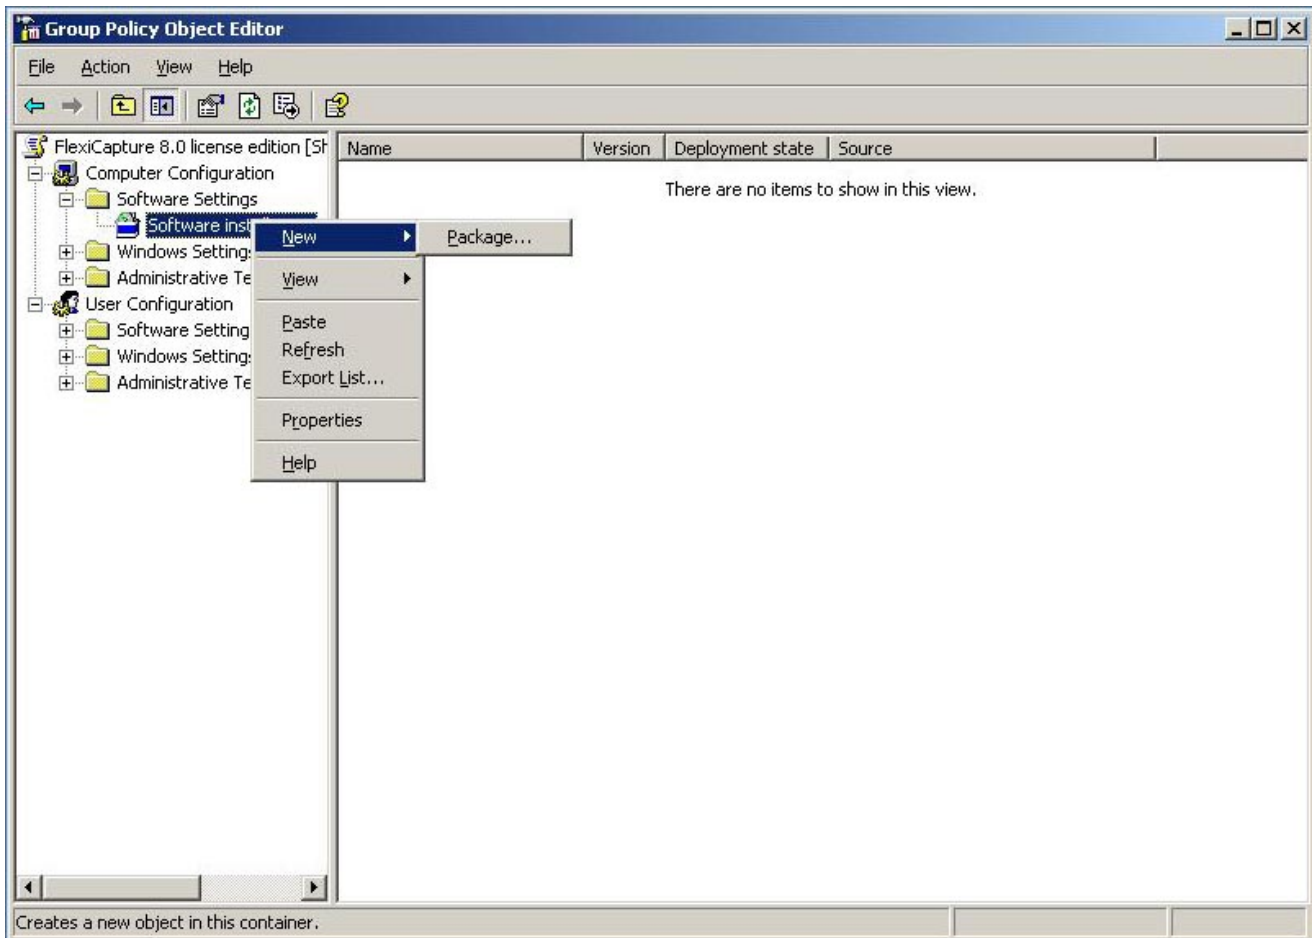 Group Policy Object Editor
File Action View Help
FlexiCapture 8.0 license edition [Sh
Name Version Deployment state Source
Computer Configuration
There are no items to show in this view.
Software Settings
Software inst
New Package...
Windows Setting
Administrative Te
View
User Configuration
Software Setting
Paste
Windows Setting
Refresh
Administrative Te
Export List...
Properties
Help
Creates a new object in this container.